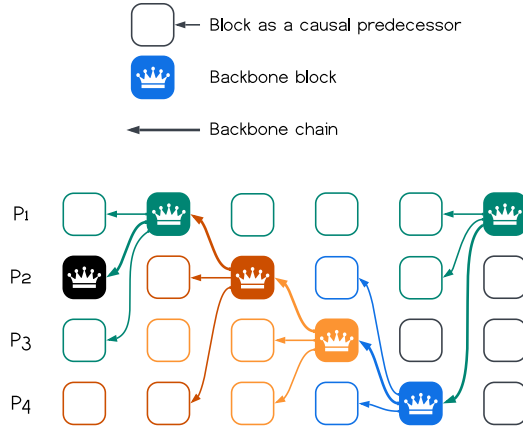 Block as a causal predecessor
Backbone block
Backbone chain
P1
P2
P3
P4